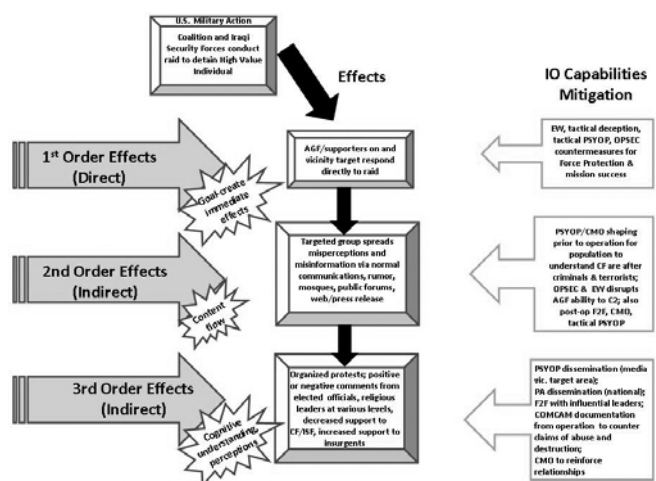 U.S. Military Action
Coalition and Iraqi
Security forces conduct
raid to detain High Value
Individual
Effects
IO Capabilities
Mitigation
1st Order Effects
(Direct)
Goal-create
immediate
effects
AGF/supporters on and
vicinity target respond
directly to raid
EW, tactical deception,
tactical PSYOP, OPSEC
countermeasures for
Force Protection &
mission success
2nd Order Effects
(Indirect)
Content
flow
Targeted group spreads
misperceptions and
misinformation via normal
communications, rumor,
mosques, public forums,
web/press release
PSYOP/CMO shaping
prior to operation for
population to
understand CF are after
criminals & terrorists;
OPSEC & EW disrupts
AGF ability to C2; also
post-op F2F, CMO,
tactical PSYOP
3rd Order Effects
(Indirect)
Cognitive
understanding,
perceptions
Organized protests; positive
or negative comments from
elected officials, religious
leaders at various levels,
decreased support to
CF/ISF, increased support to
insurgents
PSYOP dissemination (media
vic. target area);
PA dissemination (national);
F2F with influential leaders;
COMCAM documentation
from operation to counter
claims of abuse and
destruction;
CMO to reinforce
relationships